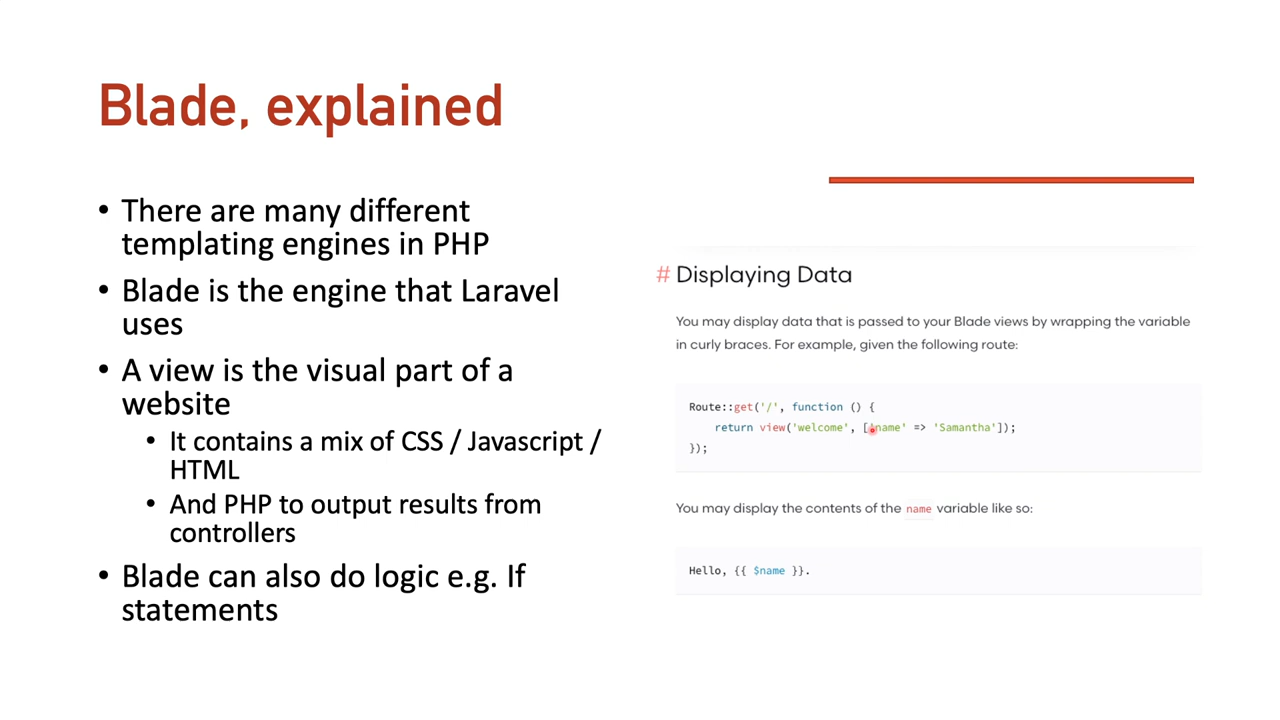 Blade, explained
• There are many different
templating engines in PHP
• Blade is the engine that Laravel
uses
• A view is the visual part of a
website
• It contains a mix of CSS / Javascript /
HTML
• And PHP to output results from
controllers
• Blade can also do logic e.g. If
statements
# Displaying Data
You may display data that is passed to your Blade views by wrapping the variable
in curly braces. For example, given the following route:
Route::get('/', function () {
    return view('welcome', ['name' => 'Samantha']);
});
You may display the contents of the name variable like so:
Hello, {{ $name }}.